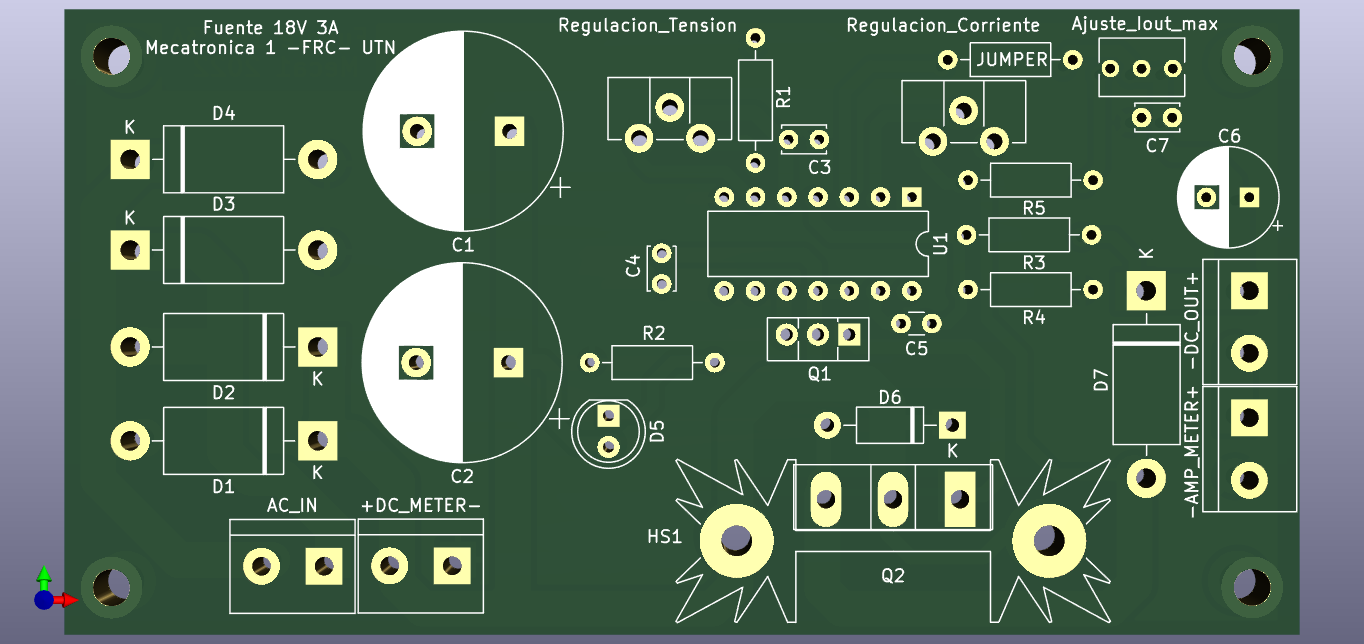 Fuente 18V 3A
Mecatronica 1 -FRC- UTN
Regulacion_Tension
Regulacion_Corriente
Ajuste_Iout_max
JUMPER
R1
D4
K
C3
C7
C6
D3
K
R5
+
C1
C4
U1
R3
+
K
-DC_OUT+
R4
R2
C5
D2
K
Q1
D7
D6
K
-AMP_METER+
+
D5
C2
D1
K
AC_IN
+DC_METER-
HS1
Q2